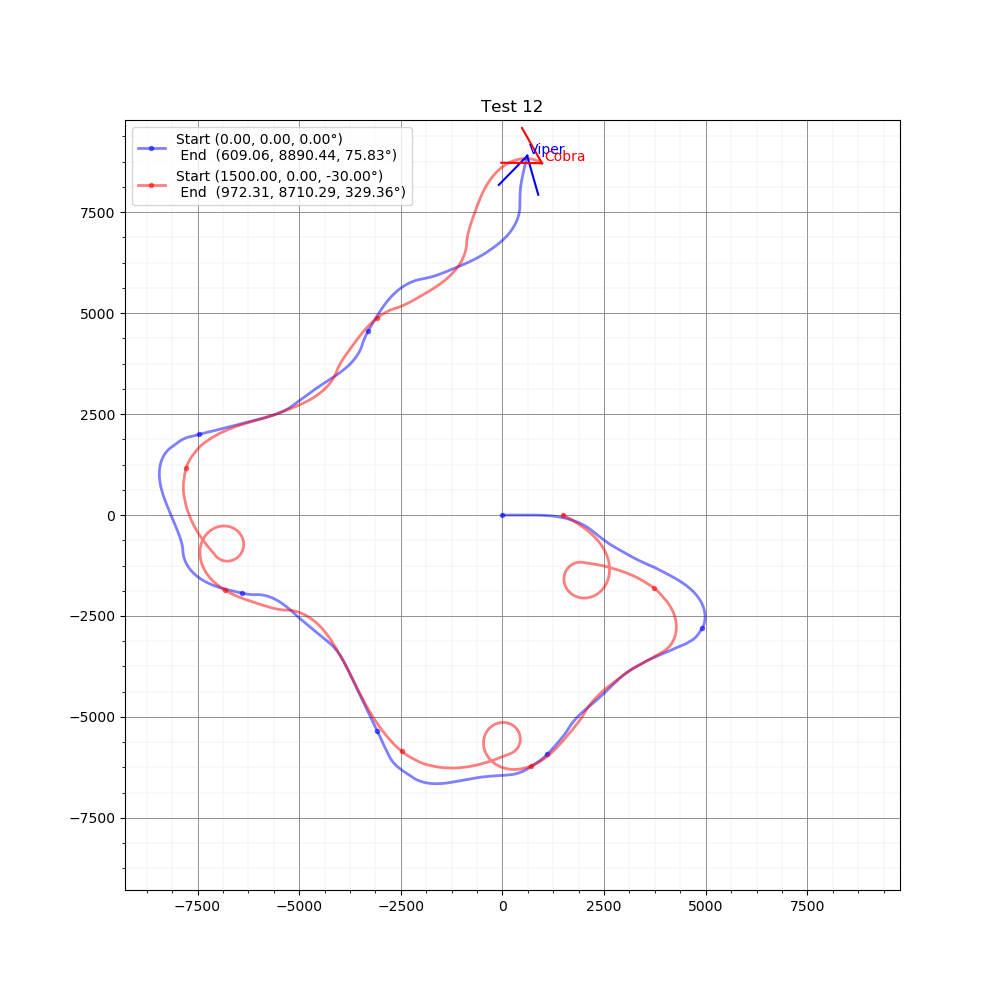 Test 12
Start (0.00, 0.00, 0.00°)
End (609.06, 8890.44, 75.83°)
Start (1500.00, 0.00, -30.00°)
End (972.31, 8710.29, 329.36°)
Viper
Cobra
7500
5000
2500
0
−2500
−5000
−7500
−7500 −5000 −2500 0 2500 5000 7500